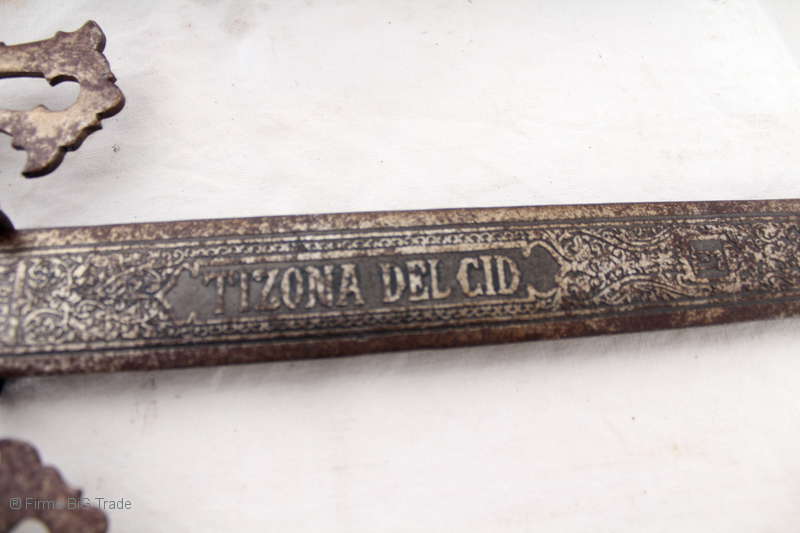 TIZONA DEL CID
® Firma BIG Trade